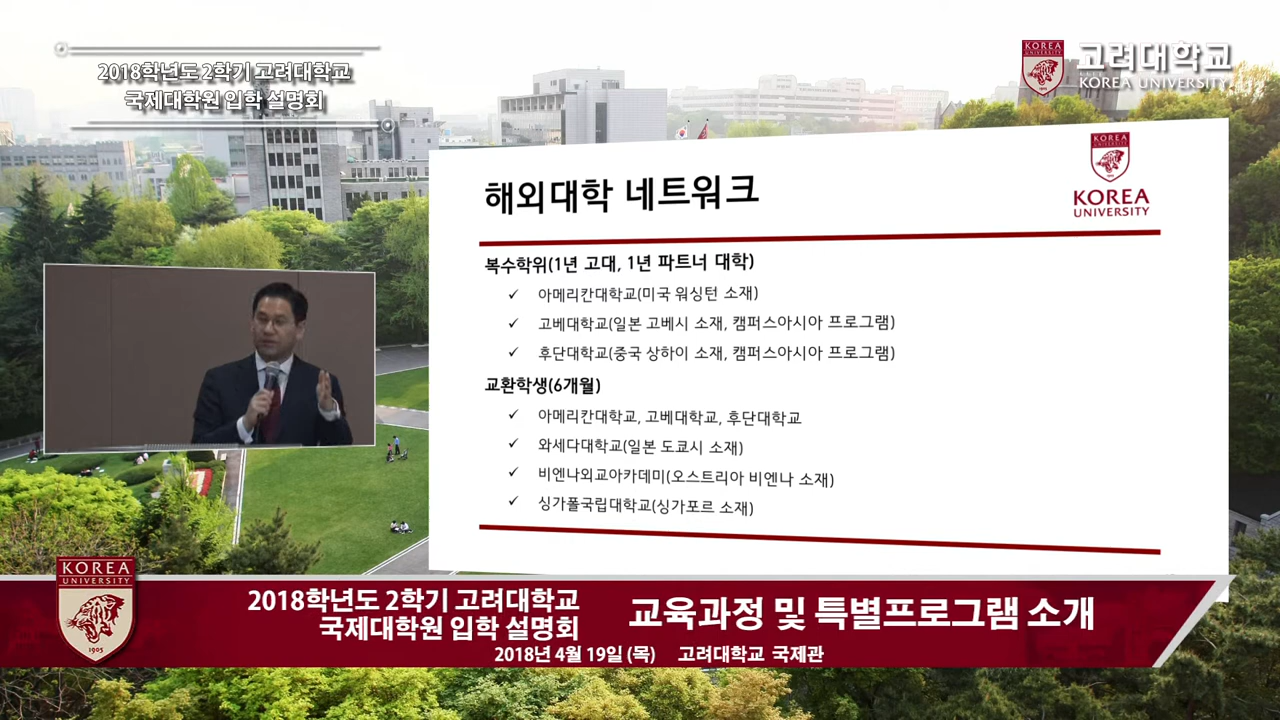 2018학년도 2학기 고려대학교
국제대학원 입학 설명회
KOREA
1905
고려대학교
KOREA UNIVERSITY
해외대학 네트워크
KOREA
UNIVERSITY
KOREA
UNIVERSITY
복수학위(1년 고대, 1년 파트너 대학)
✓ 아메리칸대학교(미국 워싱턴 소재)
✓ 고베대학교(일본 고베시 소재, 캠퍼스아시아 프로그램)
✓ 후단대학교(중국 상하이 소재, 캠퍼스아시아 프로그램)
교환학생(6개월)
✓ 아메리칸대학교, 고베대학교, 후단대학교
✓ 와세다대학교(일본 도쿄시 소재)
✓ 비엔나외교아카데미(오스트리아 비엔나 소재)
✓ 싱가폴국립대학교(싱가포르 소재)
KOREA
UNIVERSITY
1905
2018학년도 2학기 고려대학교
국제대학원 입학 설명회
교육과정 및 특별프로그램 소개
2018년 4월 19일 (목) 고려대학교 국제관